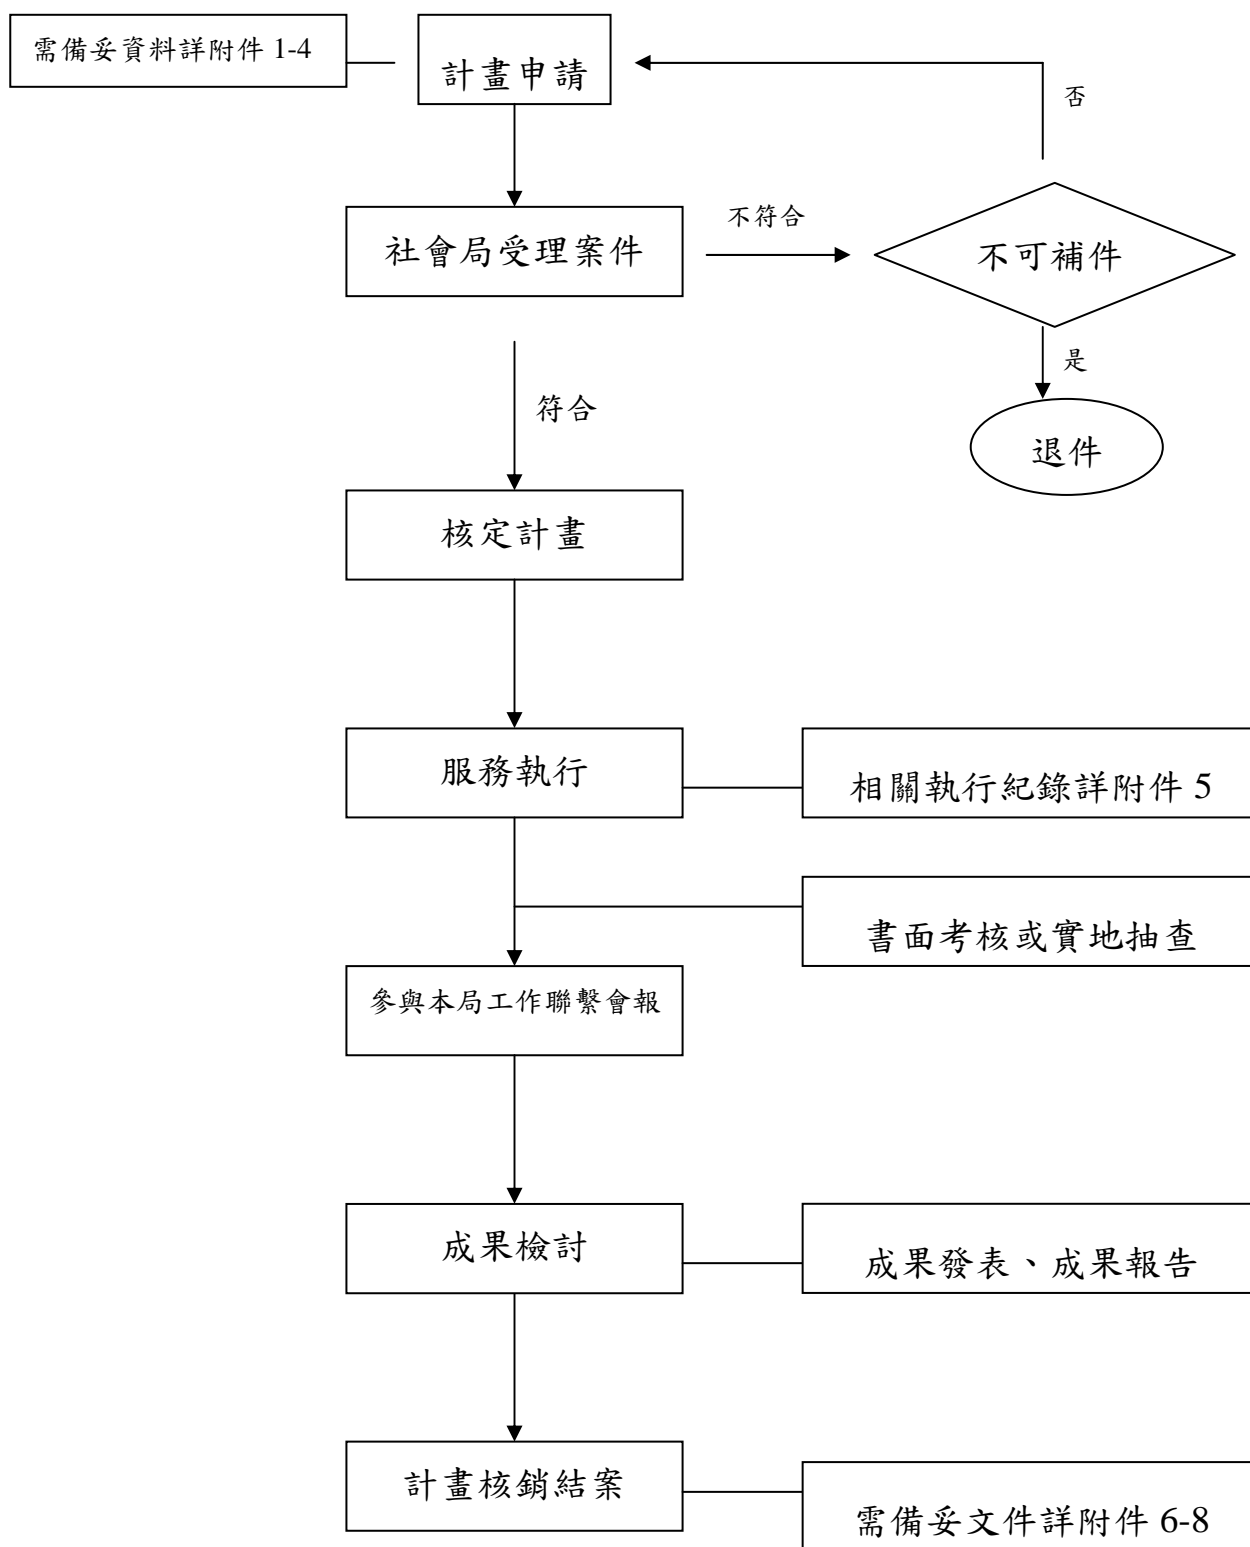 需備妥資料詳附件 1-4
計畫申請
否
社會局受理案件
不符合
不可補件
是
退件
符合
核定計畫
服務執行
相關執行紀錄詳附件 5
書面考核或實地抽查
參與本局工作聯繫會報
成果檢討
成果發表、成果報告
計畫核銷結案
需備妥文件詳附件 6-8